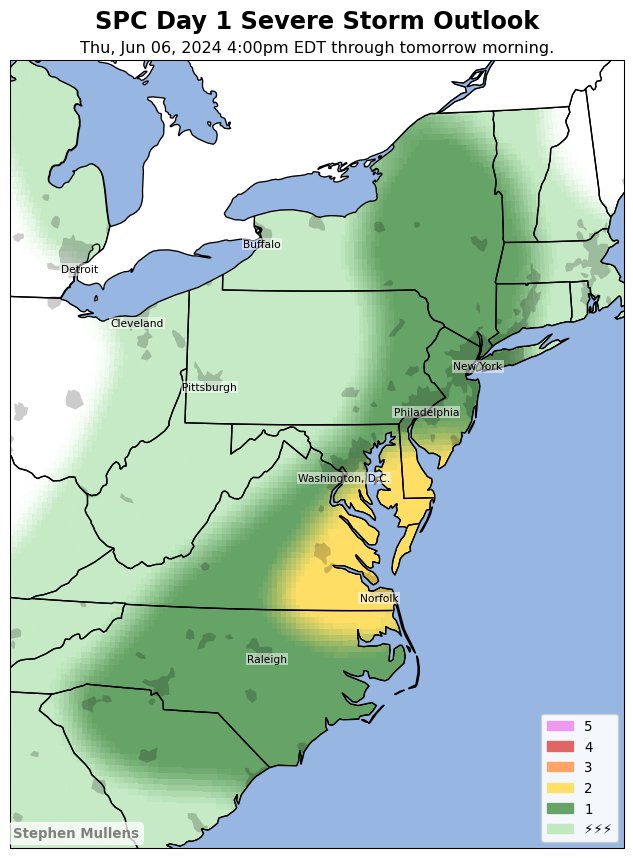 SPC Day 1 Severe Storm Outlook
Thu, Jun 06, 2024 4:00pm EDT through tomorrow morning.
Buffalo
Detroit
Cleveland
New York
Pittsburgh
Philadelphia
Washington, D.C.
Norfolk
Raleigh
5
4
3
2
1
⚡⚡⚡
Stephen Mullens